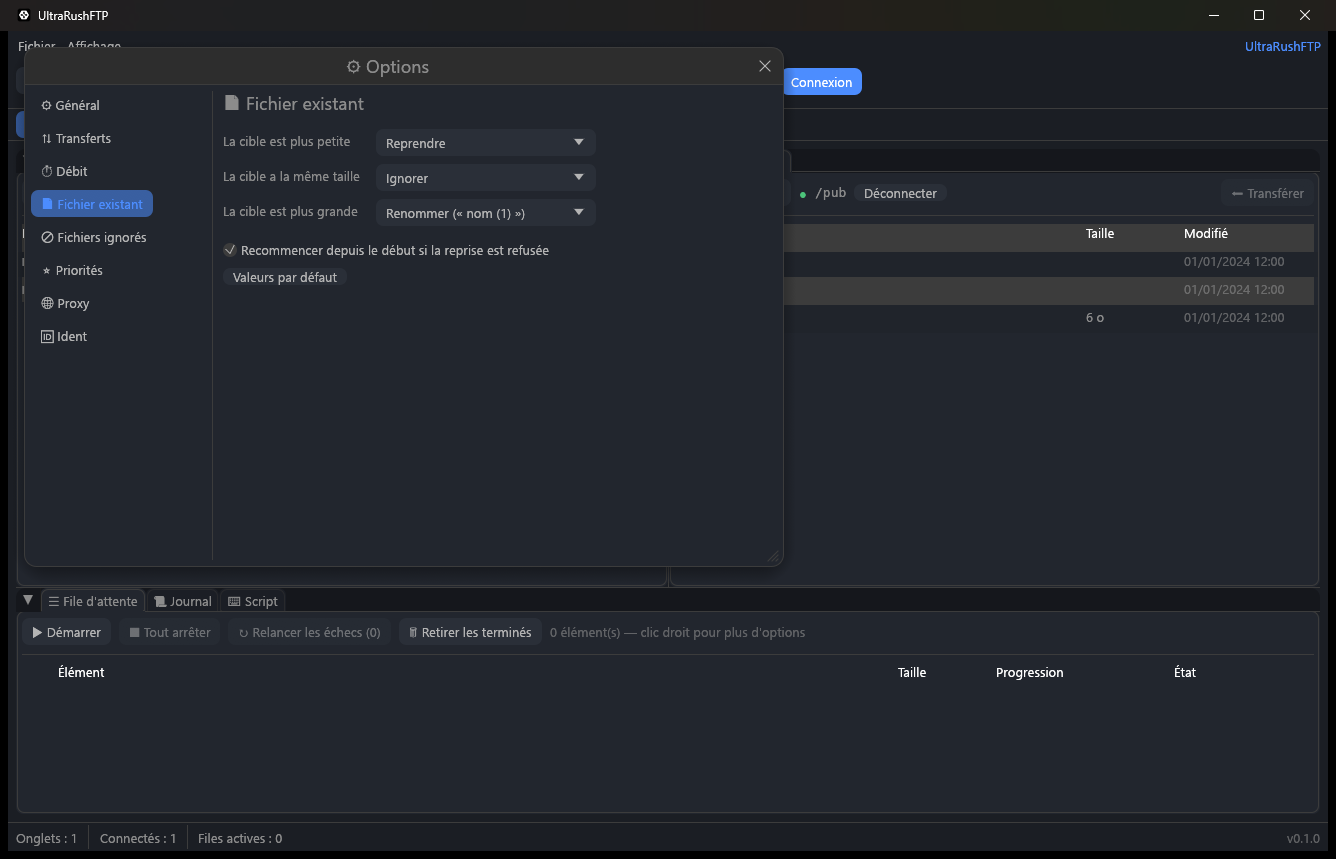 UltraRushFTP
Fichier Affichage
UltraRushFTP
Options
Connexion
Général
Transferts
Débit
Fichier existant
Fichiers ignorés
Priorités
Proxy
Ident
Fichier existant
La cible est plus petite Reprendre
La cible a la même taille Ignorer
La cible est plus grande Renommer (« nom (1) »)
Recommencer depuis le début si la reprise est refusée
Valeurs par défaut
/pub Déconnecter Transférer
Taille Modifié
01/01/2024 12:00
01/01/2024 12:00
6 o 01/01/2024 12:00
File d'attente Journal Script
Démarrer Tout arrêter Relancer les échecs (0) Retirer les terminés 0 élément(s) — clic droit pour plus d'options
Élément Taille Progression État
Onglets : 1 Connectés : 1 Files actives : 0 v0.1.0